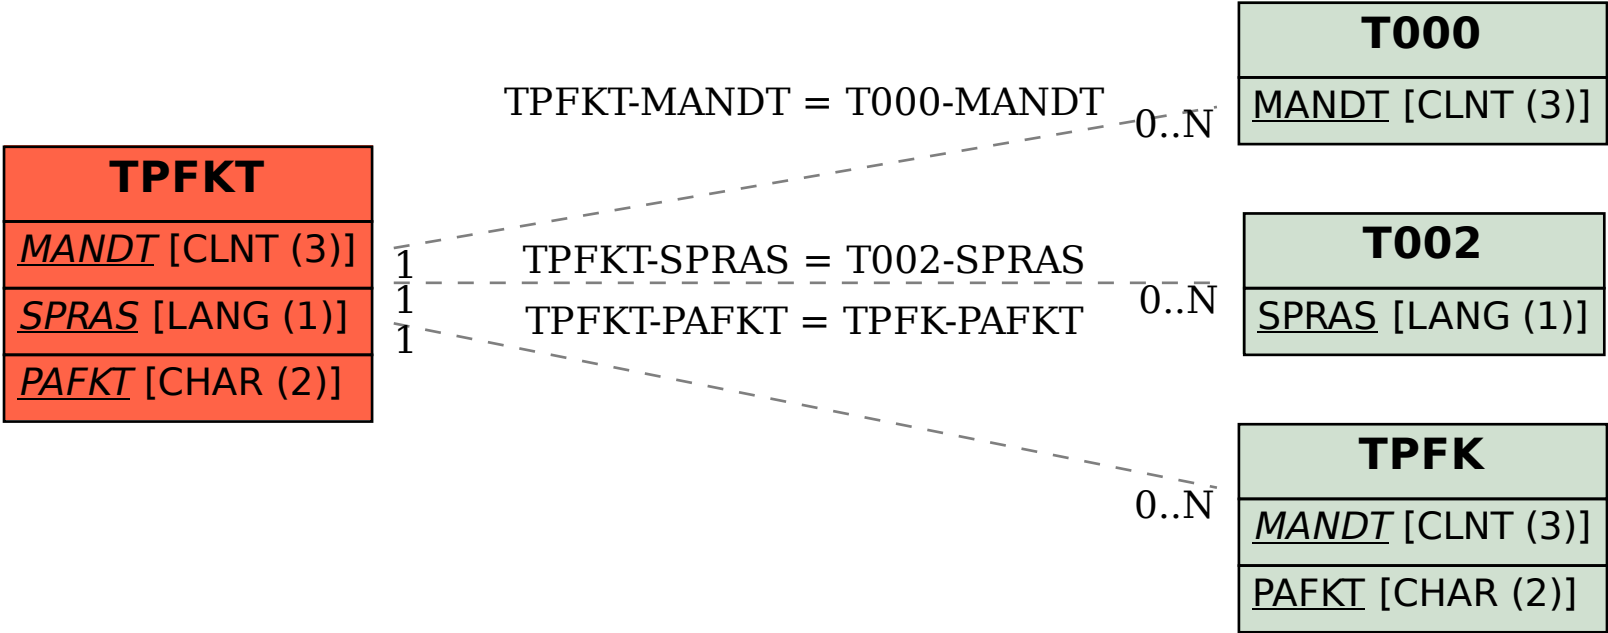 TPFKT
MANDT [CLNT (3)]
SPRAS [LANG (1)]
PAFKT [CHAR (2)]
TPFKT-MANDT = T000-MANDT
0..N
1
TPFKT-SPRAS = T002-SPRAS
0..N
1
TPFKT-PAFKT = TPFK-PAFKT
1
0..N
T000
MANDT [CLNT (3)]
T002
SPRAS [LANG (1)]
TPFK
MANDT [CLNT (3)]
PAFKT [CHAR (2)]